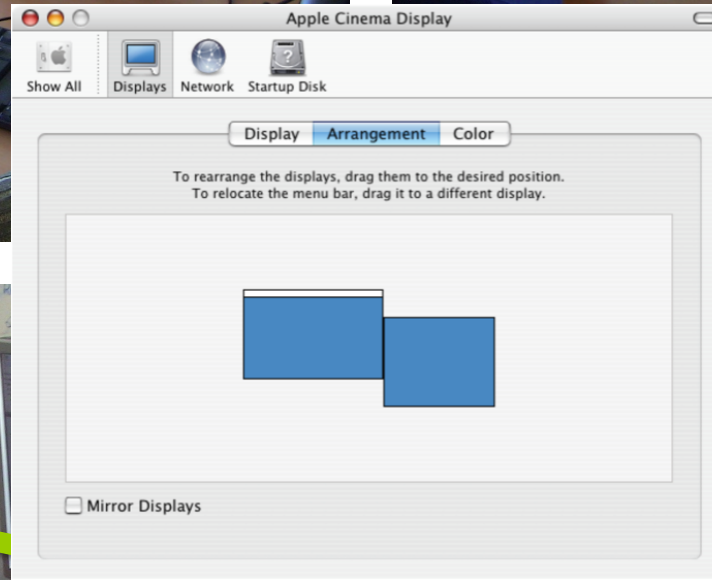 Apple Cinema Display
Show All Displays Network Startup Disk
Display Arrangement Color
To rearrange the displays, drag them to the desired position.
To relocate the menu bar, drag it to a different display.
Mirror Displays